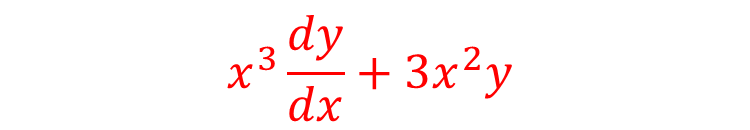 x³ dy/dx + 3x²y